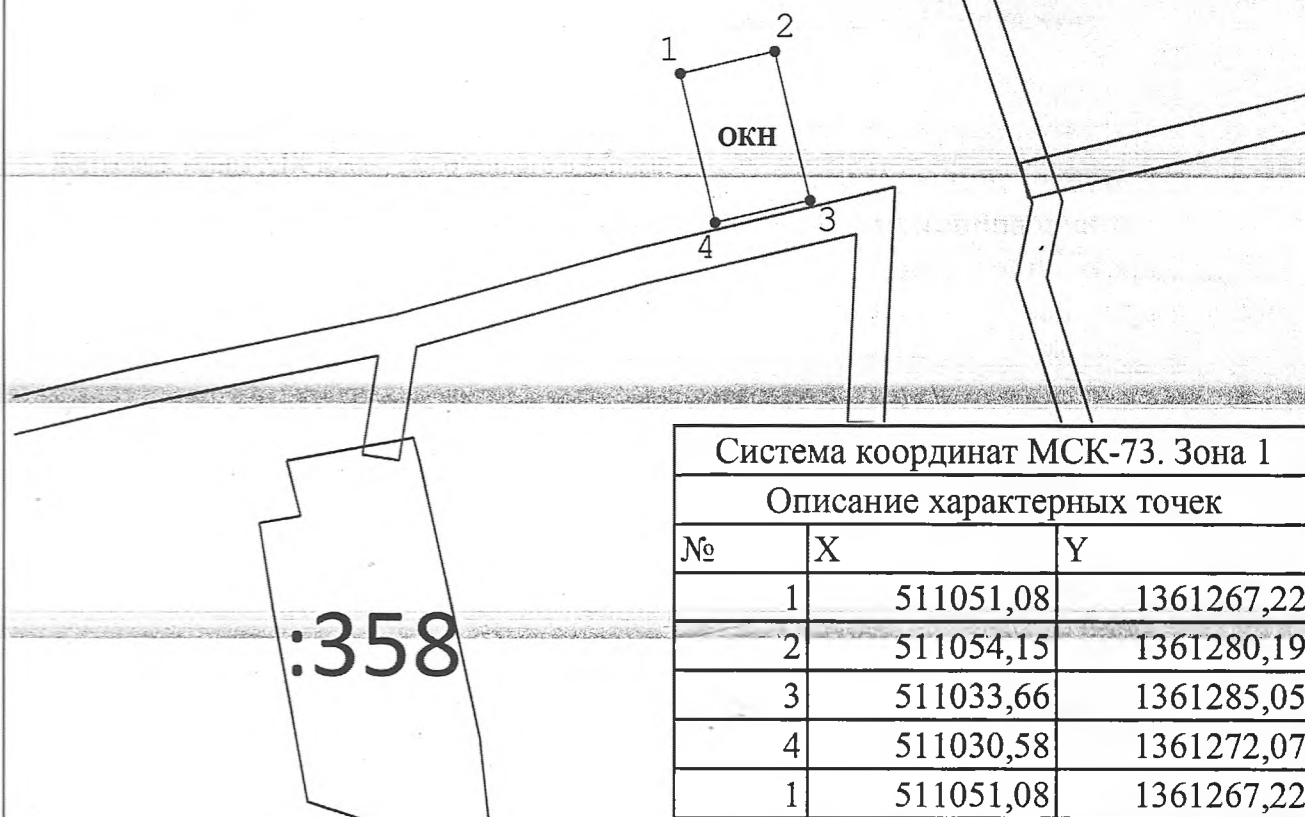 1
2
ОКН
3
4
:358
Система координат МСК-73. Зона 1
Описание характерных точек
№ X Y
1 511051,08 1361267,22
2 511054,15 1361280,19
3 511033,66 1361285,05
4 511030,58 1361272,07
1 511051,08 1361267,22